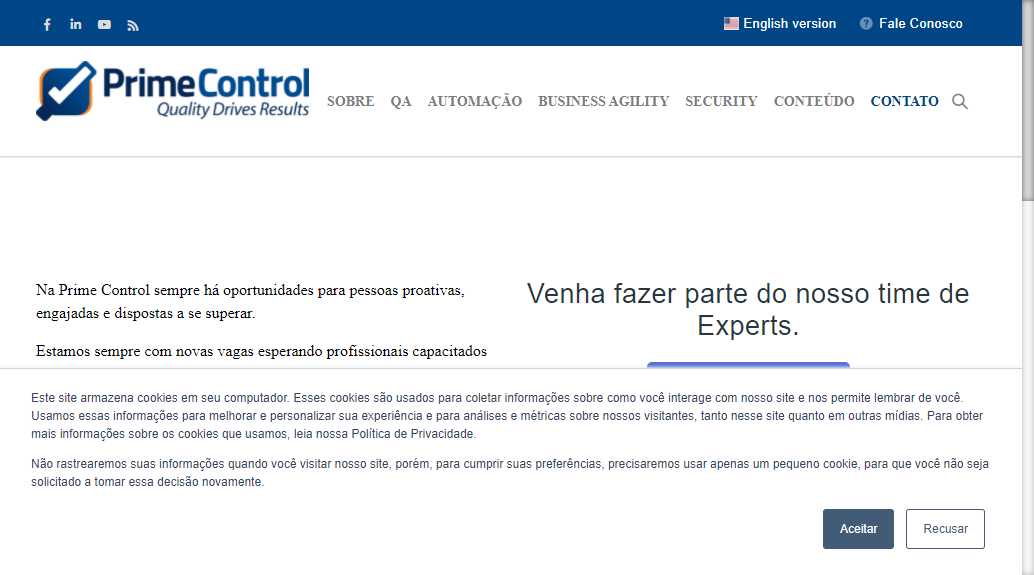 English version
Fale Conosco
PrimeControl
Quality Drives Results
SOBRE QA AUTOMAÇÃO BUSINESS AGILITY SECURITY CONTEÚDO CONTATO
Na Prime Control sempre há oportunidades para pessoas proativas,
engajadas e dispostas a se superar.
Estamos sempre com novas vagas esperando profissionais capacitados
Venha fazer parte do nosso time de
Experts.
Este site armazena cookies em seu computador. Esses cookies são usados para coletar informações sobre como você interage com nosso site e nos permite lembrar de você.
Usamos essas informações para melhorar e personalizar sua experiência e para análises e métricas sobre nossos visitantes, tanto nesse site quanto em outras mídias. Para obter
mais informações sobre os cookies que usamos, leia nossa Política de Privacidade.
Não rastrearemos suas informações quando você visitar nosso site, porém, para cumprir suas preferências, precisaremos usar apenas um pequeno cookie, para que você não seja
solicitado a tomar essa decisão novamente.
Aceitar
Recusar